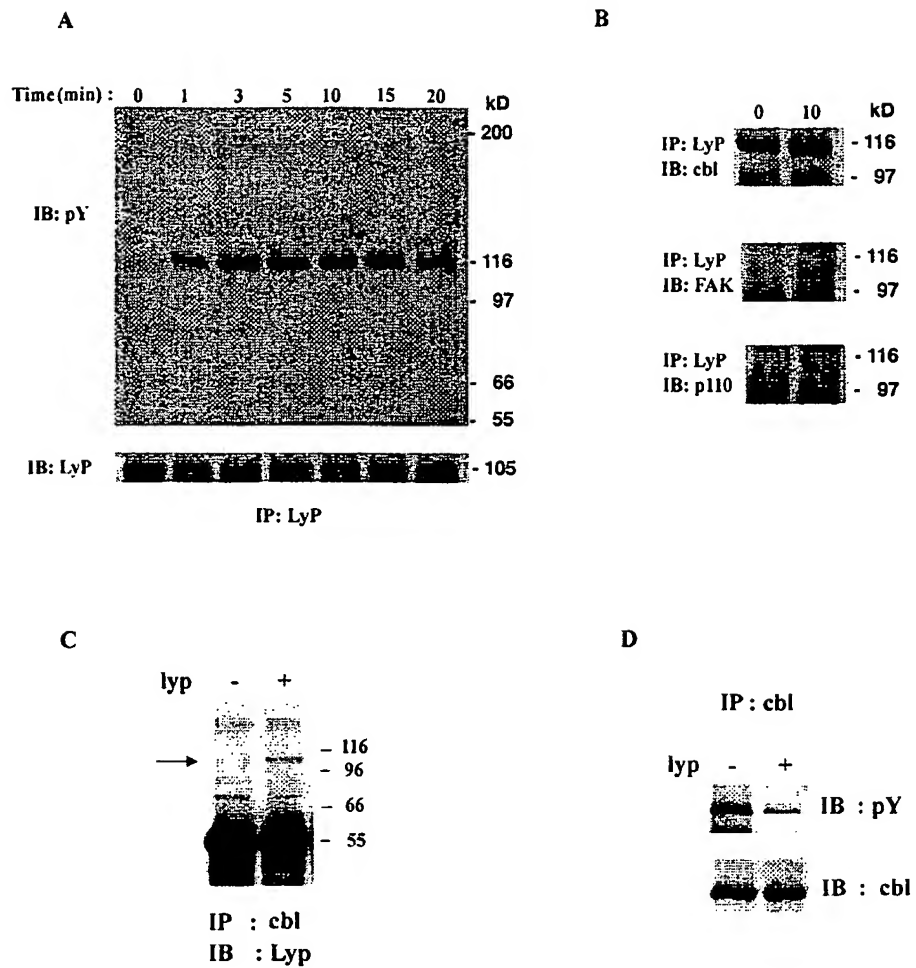 A
Time(min) : 0 1 3 5 10 15 20 kD
200
IB: pY
116
97
66
55
IB: LyP
105
IP: LyP
B
0 10 kD
IP: LyP
IB: cbl
116
97
IP: LyP
IB: FAK
116
97
IP: LyP
IB: p110
116
97
C
lyp - +
116
96
66
55
IP : cbl
IB : Lyp
D
IP : cbl
lyp - +
IB : pY
IB : cbl